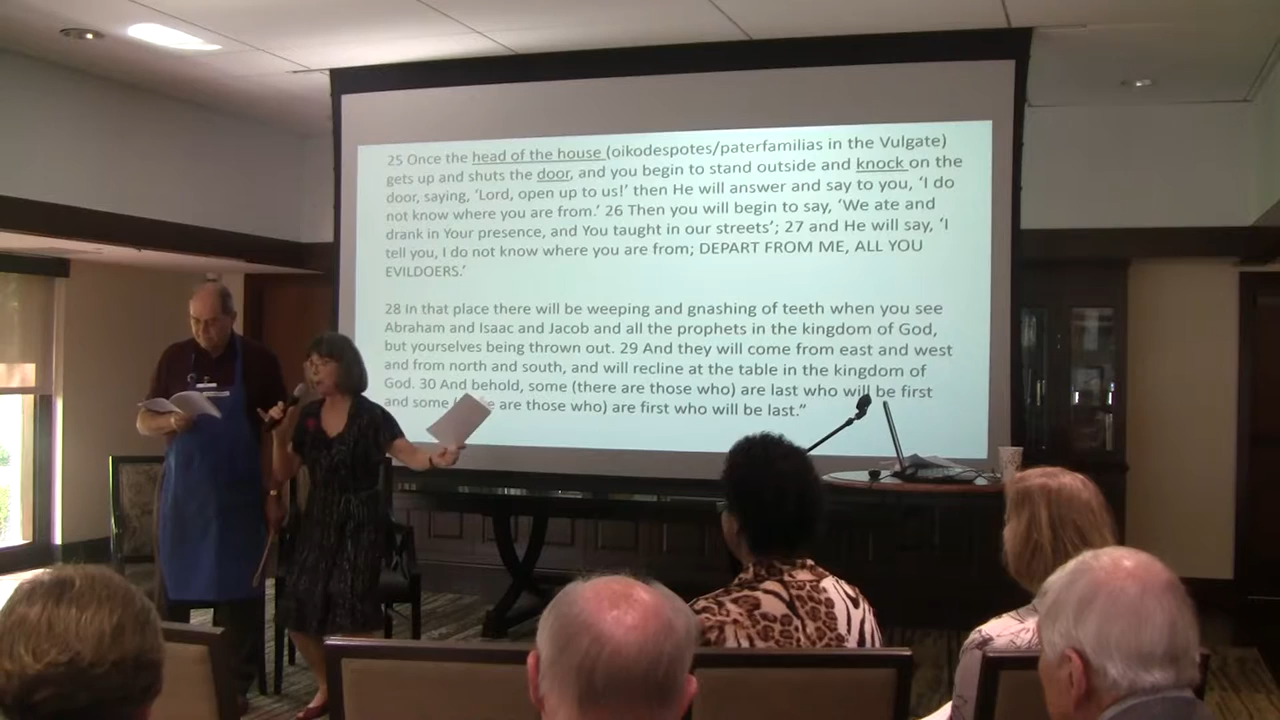 25 Once the head of the house (oikodespotes/paterfamilias in the Vulgate)
gets up and shuts the door, and you begin to stand outside and knock on the
door, saying, ‘Lord, open up to us!’ then He will answer and say to you, ‘I do
not know where you are from.’ 26 Then you will begin to say, ‘We ate and
drank in Your presence, and You taught in our streets’; 27 and He will say, ‘I
tell you, I do not know where you are from; DEPART FROM ME, ALL YOU
EVILDOERS.’
28 In that place there will be weeping and gnashing of teeth when you see
Abraham and Isaac and Jacob and all the prophets in the kingdom of God,
but yourselves being thrown out. 29 And they will come from east and west
and from north and south, and will recline at the table in the kingdom of
God. 30 And behold, some (there are those who) are last who will be first
and some are those who) are first who will be last.”